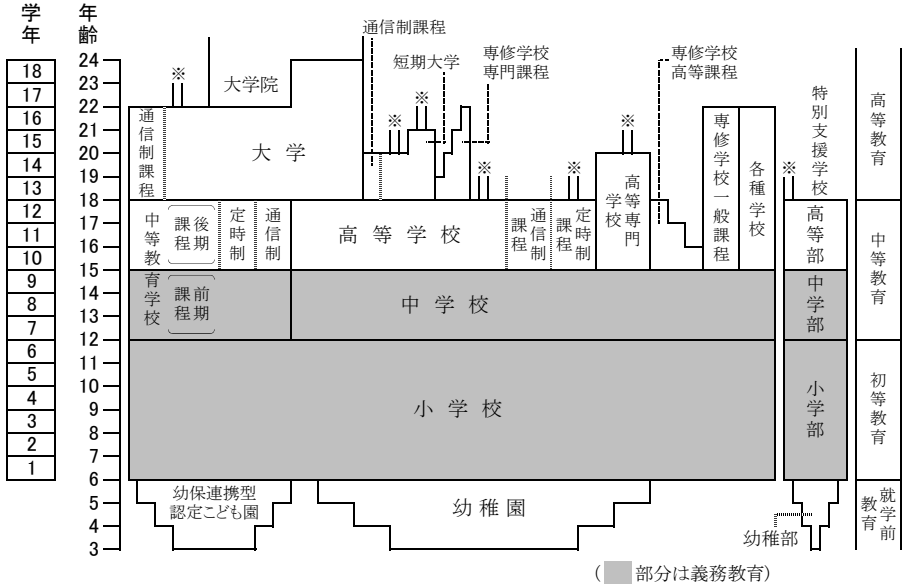 学年
年齢
18
17
16
15
14
13
12
11
10
9
8
7
6
5
4
3
2
1
24
23
22
21
20
19
18
17
16
15
14
13
12
11
10
9
8
7
6
5
4
3
※
大学院
通信制課程
短期大学
専修学校
専門課程
専修学校
高等課程
通信制課程
大学
※
※
※
※
※
専修学校一般課程
各種学校
※
特別支援学校
高等教育
中等教育学校
後期
課程
定時制
通信制
高等学校
通信制
課程
定時制
課程
高等専門
学校
高等部
中等教育
前期
課程
中学校
中学部
小学校
小学部
初等教育
幼保連携型
認定こども園
幼稚園
幼稚部
就学前
教育
( 部分は義務教育)